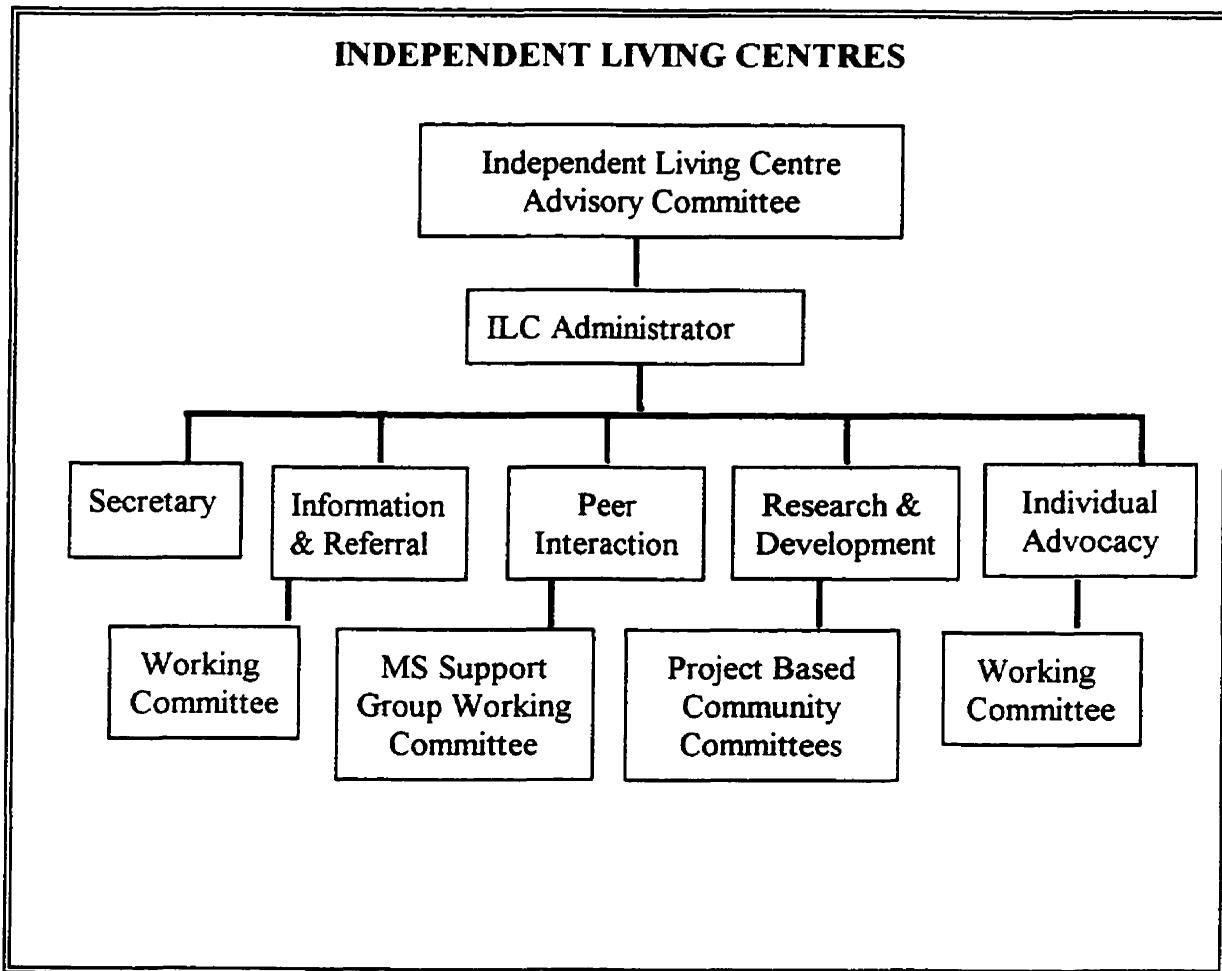 INDEPENDENT LIVING CENTRES
Independent Living Centre
Advisory Committee
ILC Administrator
Secretary
Information
& Referral
Peer
Interaction
Research &
Development
Individual
Advocacy
Working
Committee
MS Support
Group Working
Committee
Project Based
Community
Committees
Working
Committee